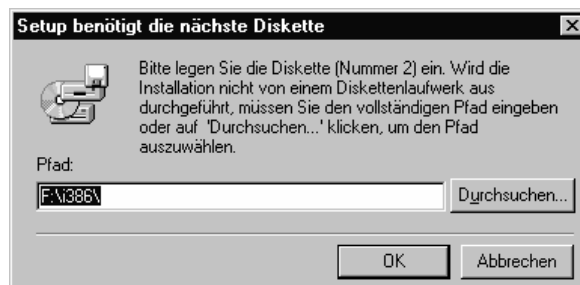 Setup benötigt die nächste Diskette
Bitte legen Sie die Diskette (Nummer 2) ein. Wird die
Installation nicht von einem Diskettenlaufwerk aus
durchgeführt, müssen Sie den vollständigen Pfad eingeben
oder auf 'Durchsuchen...' klicken, um den Pfad
auszuwählen.
Pfad:
F:\i386\
Durchsuchen...
OK
Abbrechen